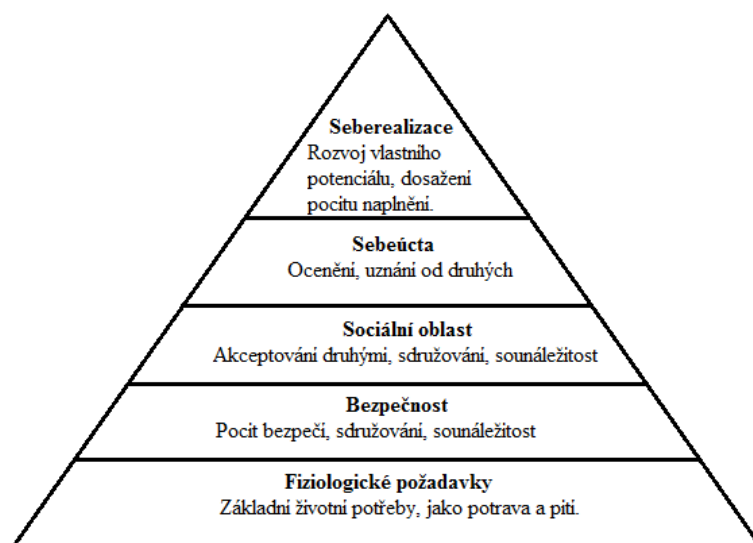 Seberealizace
Rozvoj vlastního
potenciálu, dosažení
pocitu naplnění.
Sebeúcta
Ocenění, uznání od druhých
Sociální oblast
Akceptování druhými, sdružování, sounáležitost
Bezpečnost
Pocit bezpečí, sdružování, sounáležitost
Fiziologické požadavky
Základní životní potřeby, jako potrava a pití.